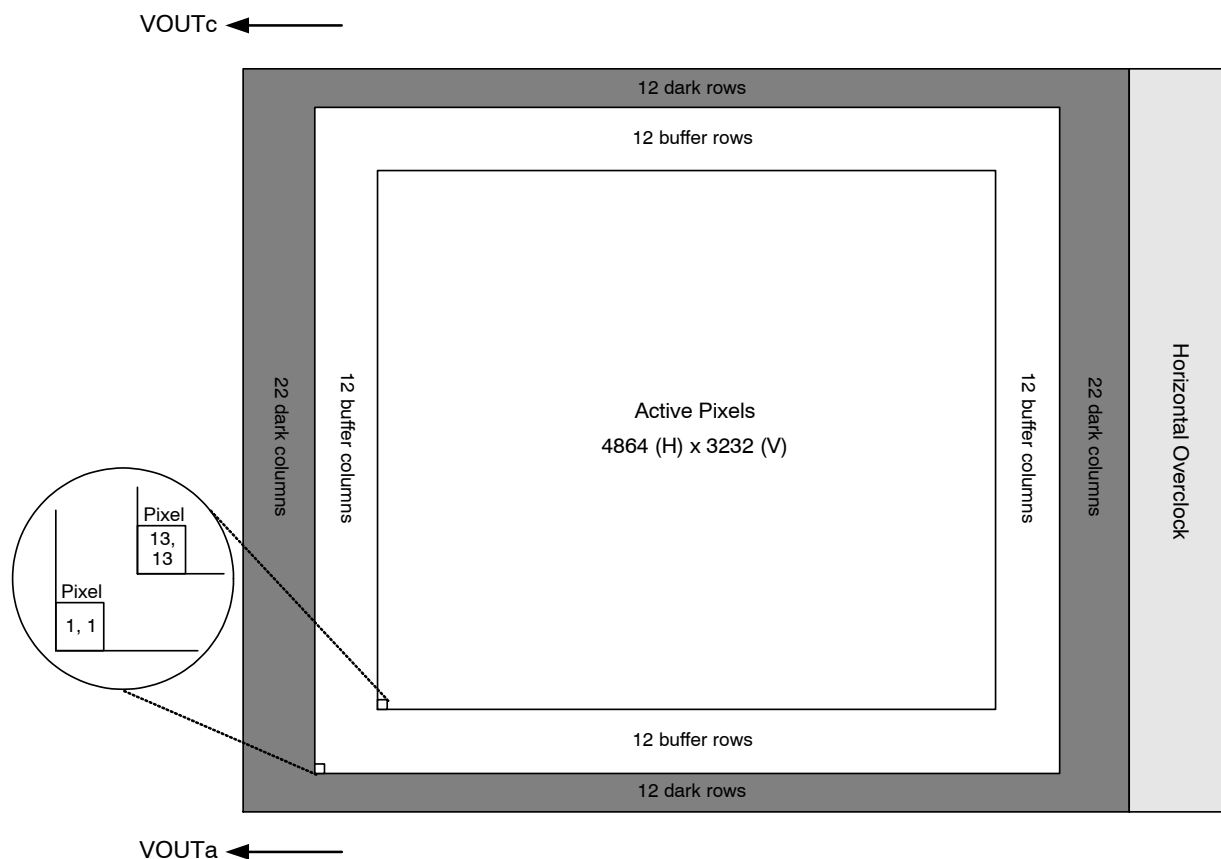 VOUTc
12 dark rows
12 buffer rows
22 dark columns
12 buffer columns
Active Pixels
4864 (H) x 3232 (V)
12 buffer columns
22 dark columns
Horizontal Overclock
Pixel
13,
13
Pixel
1, 1
12 buffer rows
12 dark rows
VOUTa